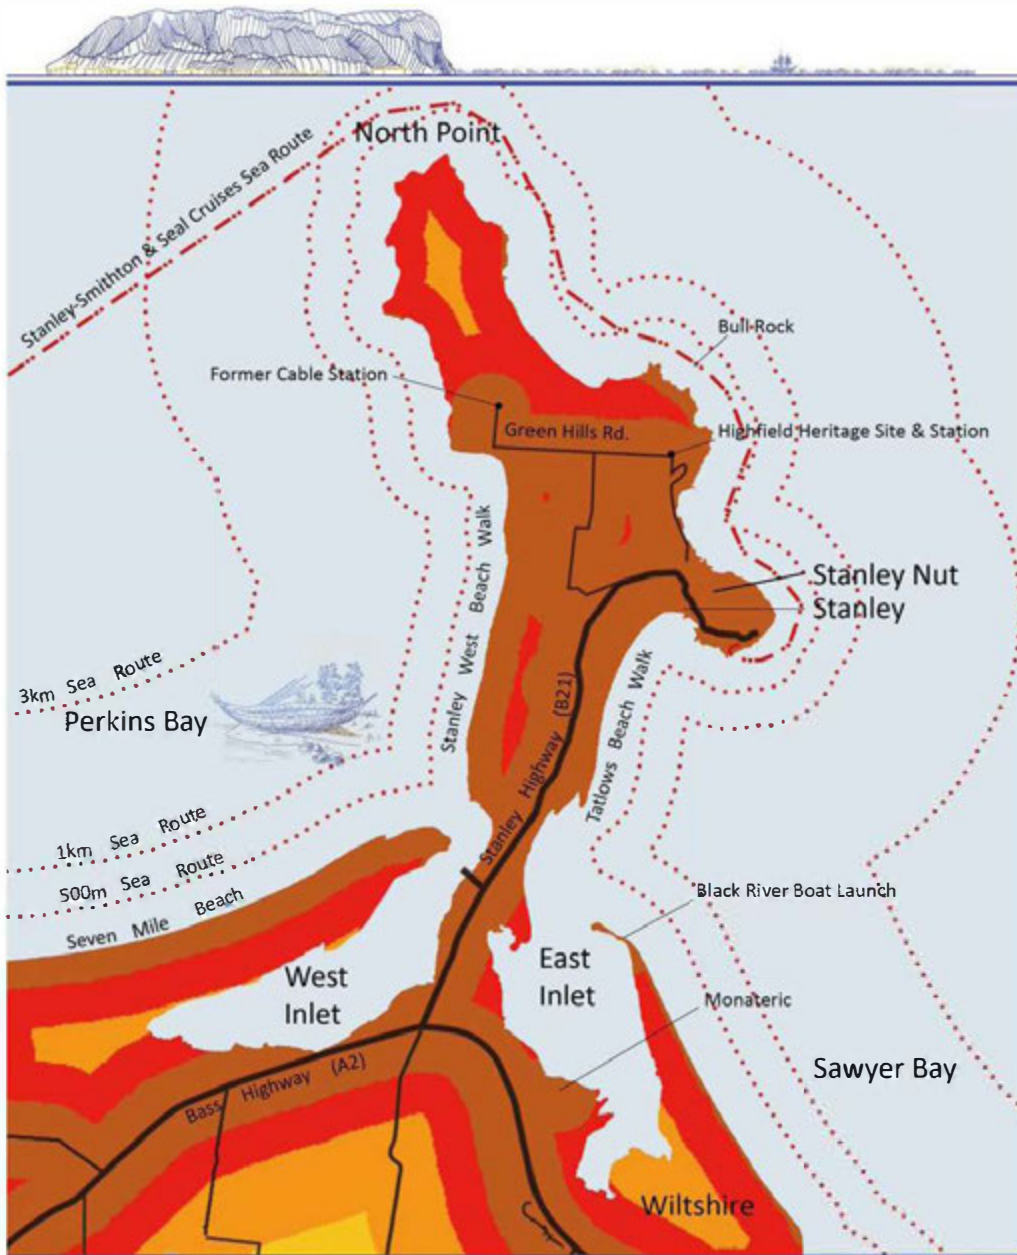 North Point
Stanley-Smithton & Seal Cruises Sea Route
Bull Rock
Former Cable Station
Green Hills Rd.
Highfield Heritage Site & Station
Stanley West Beach Walk
Stanley Nut
Stanley
3km Sea Route
Perkins Bay
Stanley Highway (B21)
Tatlows Beach Walk
1km Sea Route
500m Sea Route
Seven Mile Beach
Black River Boat Launch
West
Inlet
East
Inlet
Monateric
Sawyer Bay
Bass Highway (A2)
Wiltshire